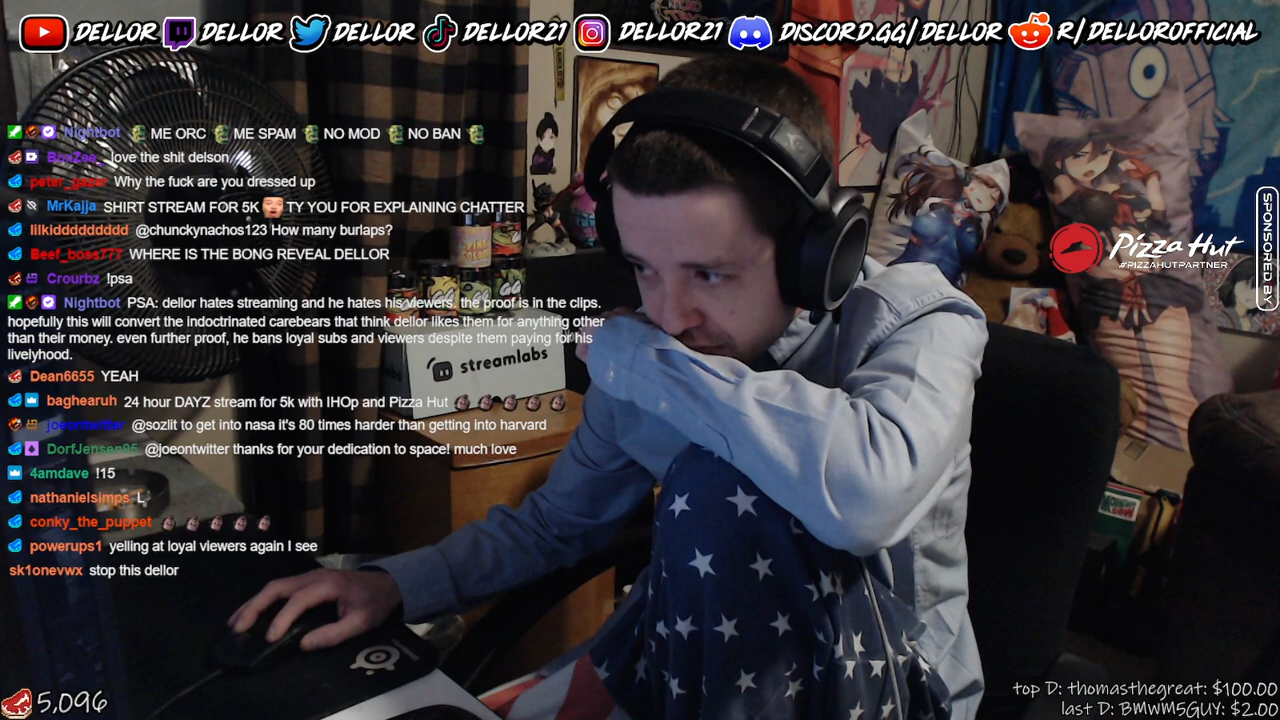 DELLOR DELLOR DELLOR DELLOR21 DELLOR21 DISCORD.GG/DELLOR R/DELLOROFFICIAL
Nightbot ME ORC ME SPAM NO MOD NO BAN
love the shit delson
peter_gaser Why the fuck are you dressed up
MrKajja SHIRT STREAM FOR 5K TY YOU FOR EXPLAINING CHATTER
lilkidddddddd @chunckynachos123 How many burlaps?
Beef_boss777 WHERE IS THE BONG REVEAL DELLOR
Crourbz !psa
Nightbot PSA: dellor hates streaming and he hates his viewers. the proof is in the clips.
hopefully this will convert the indoctrinated carebears that think dellor likes them for anything other
than their money. even further proof, he bans loyal subs and viewers despite them paying for his
livelyhood.
streamlabs
Dean6655 YEAH
baghearuh 24 hour DAYZ stream for 5k with IHOp and Pizza Hut
joeontwitter @sozlit to get into nasa it's 80 times harder than getting into harvard
DorfJensen95 @joeontwitter thanks for your dedication to space! much love
4amdave !15
nathanielsimps L
conky_the_puppet
powerups1 yelling at loyal viewers again I see
sk1onevwx stop this dellor
SPONSORED BY:
Pizza Hut
#PIZZAHUTPARTNER
5,096
top D: thomasthegreat: $100.00
last D: BMWM5GUY: $2.00